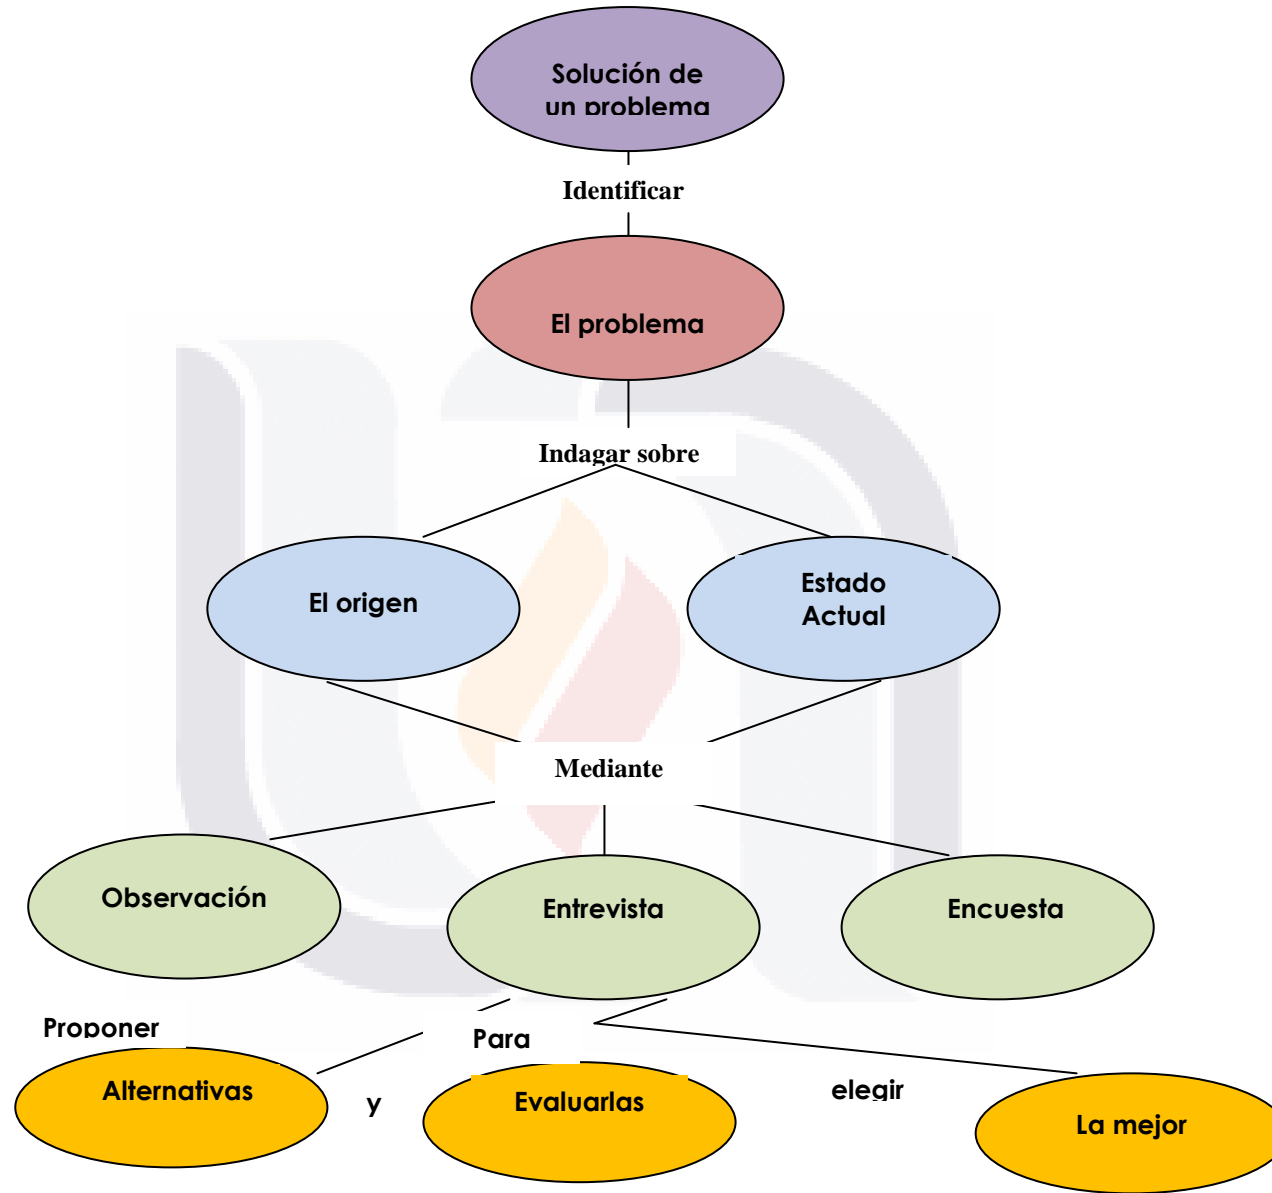 Solución de
un problema
Identificar
El problema
Indagar sobre
El origen
Estado
Actual
Mediante
Observación
Entrevista
Encuesta
Proponer
Para
Alternativas
y
Evaluarlas
elegir
La mejor